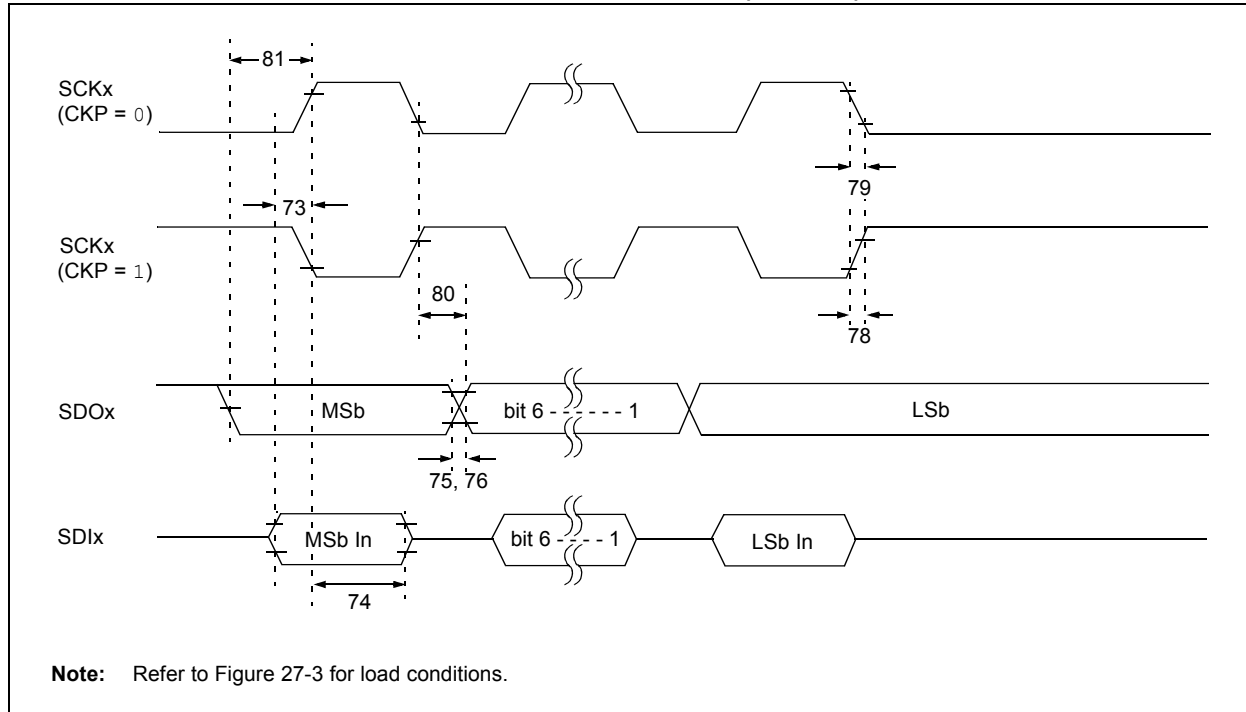 81
SCKx
(CKP = 0)
79
73
SCKx
(CKP = 1)
80
78
SDOx
MSb
bit 6 - - - - - - 1
LSb
75, 76
SDIx
MSb In
bit 6 - - - - - 1
LSb In
74
Note: Refer to Figure 27-3 for load conditions.